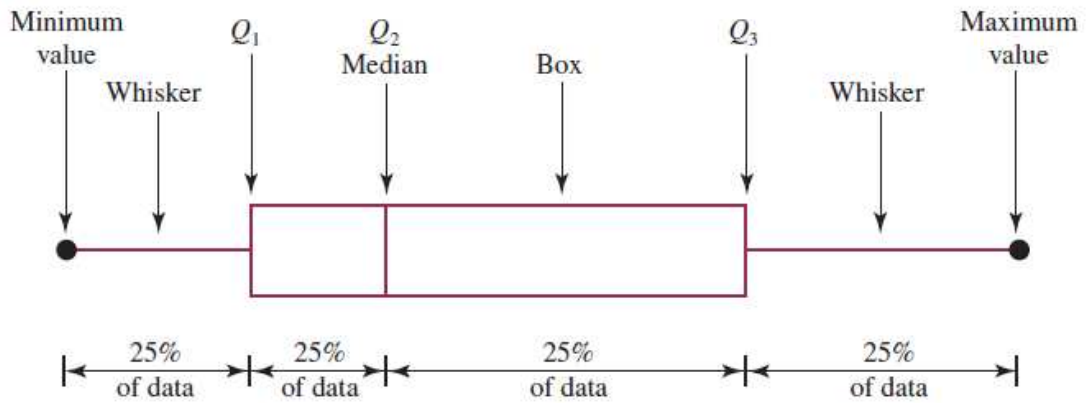 Minimum
value
Whisker
Q₁
Q₂
Median
Box
Q₃
Whisker
Maximum
value
25%
of data
25%
of data
25%
of data
25%
of data